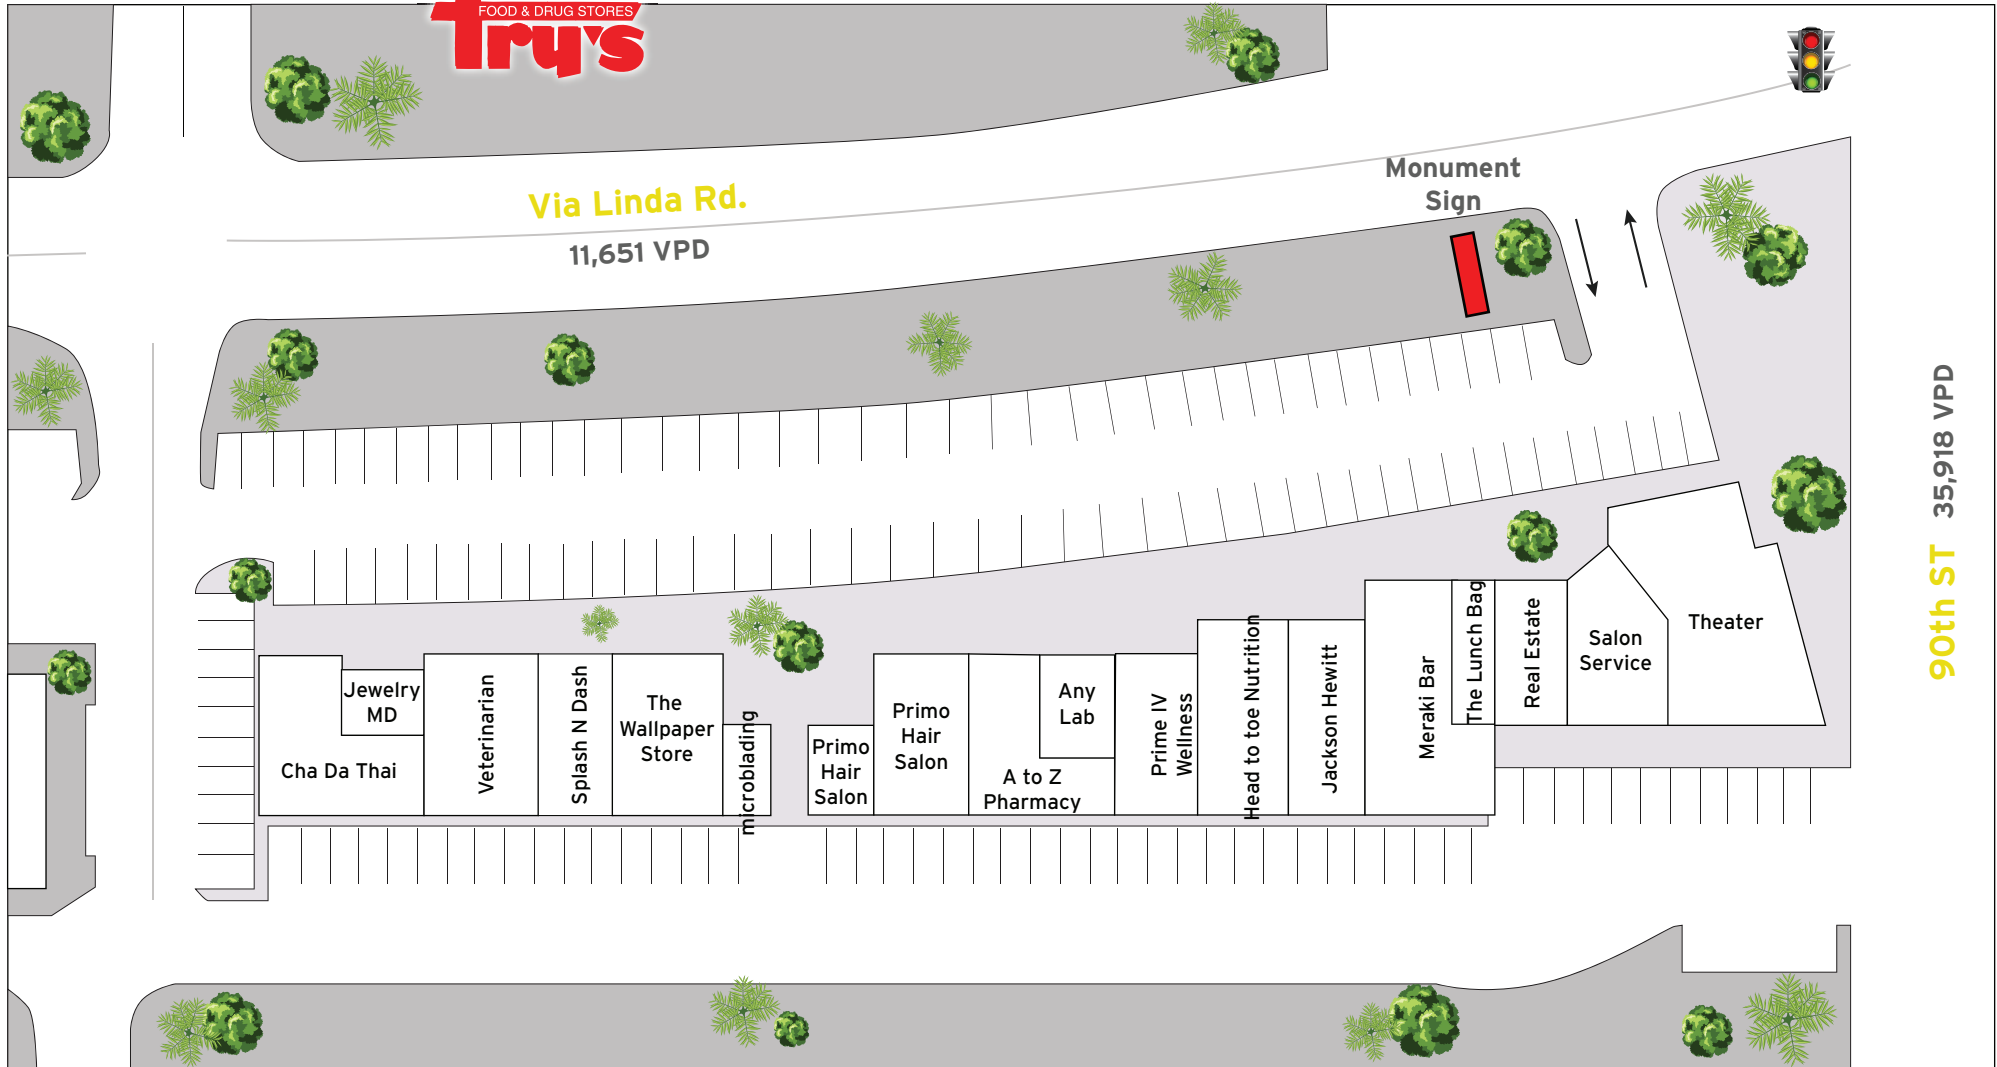 FOOD & DRUG STORES
fry's
Monument
Sign
Via Linda Rd.
11,651 VPD
90th ST 35,918 VPD
Jewelry
MD
Cha Da Thai
Veterinarian
Splash N Dash
The
Wallpaper
Store
microblading
Primo
Hair
Salon
Primo
Hair
Salon
Any
Lab
A to Z
Pharmacy
Prime IV
Wellness
Head to toe Nutrition
Jackson Hewitt
Meraki Bar
The Lunch Bag
Real Estate
Salon
Service
Theater